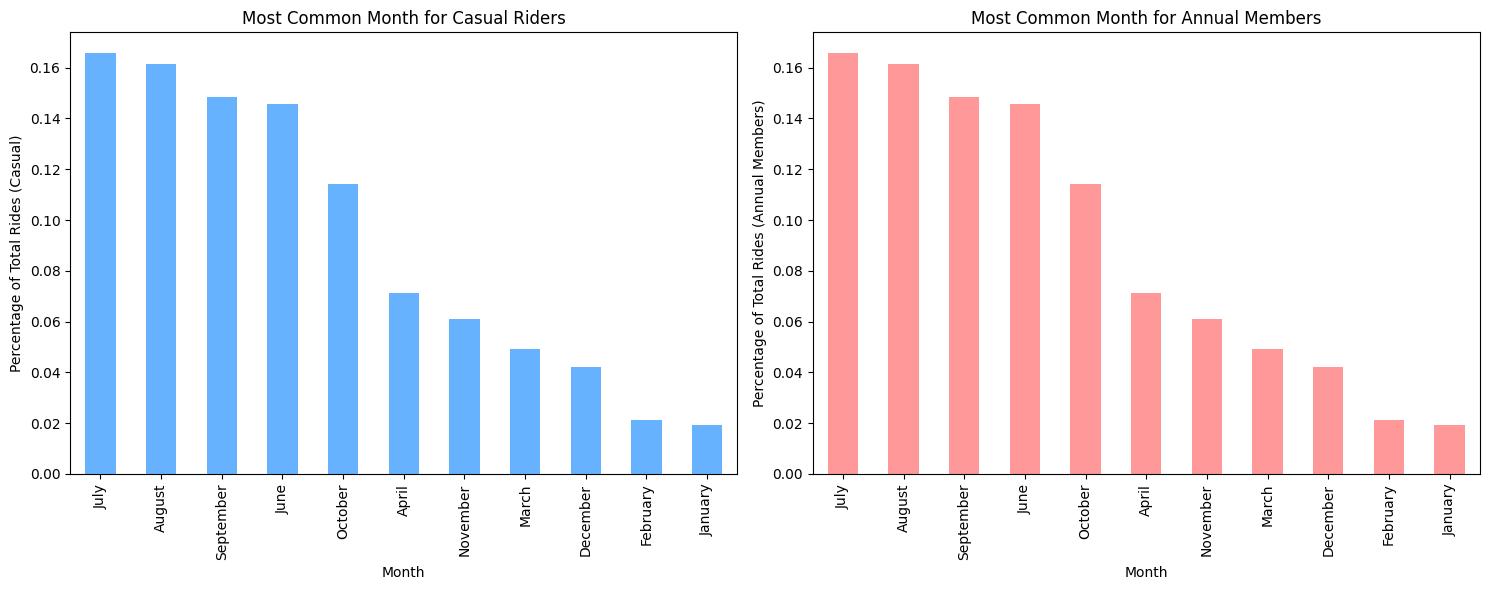 Most Common Month for Casual Riders
Percentage of Total Rides (Casual)
0.16
0.14
0.12
0.10
0.08
0.06
0.04
0.02
0.00
July
August
September
June
October
April
November
March
December
February
January
Month
Most Common Month for Annual Members
Percentage of Total Rides (Annual Members)
0.16
0.14
0.12
0.10
0.08
0.06
0.04
0.02
0.00
July
August
September
June
October
April
November
March
December
February
January
Month